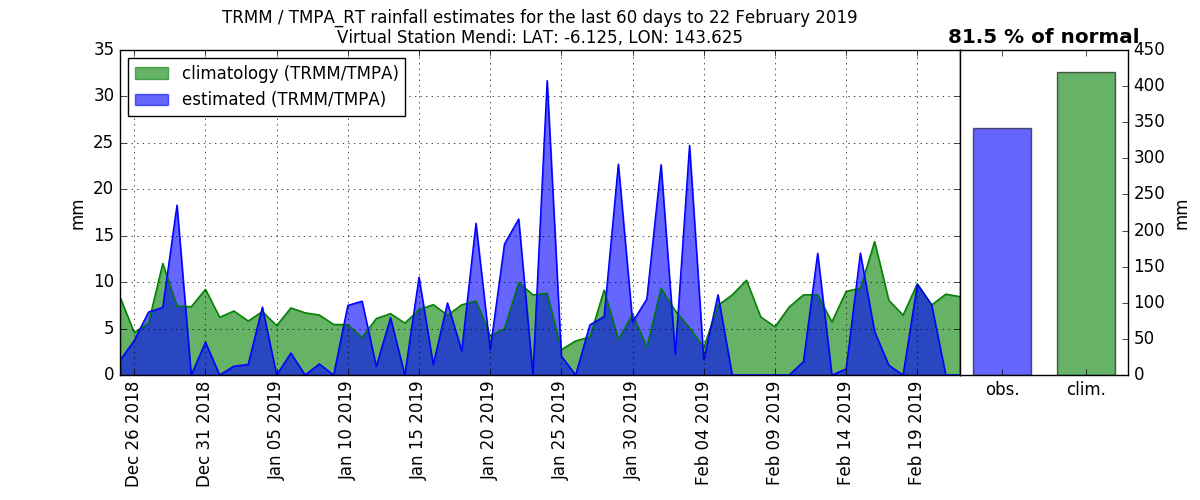 TRMM / TMPA_RT rainfall estimates for the last 60 days to 22 February 2019
Virtual Station Mendi: LAT: -6.125, LON: 143.625
81.5 % of normal
climatology (TRMM/TMPA)
estimated (TRMM/TMPA)
35
30
25
20
15
10
5
0
mm
Dec 26 2018
Dec 31 2018
Jan 05 2019
Jan 10 2019
Jan 15 2019
Jan 20 2019
Jan 25 2019
Jan 30 2019
Feb 04 2019
Feb 09 2019
Feb 14 2019
Feb 19 2019
450
400
350
300
250
200
150
100
50
0
mm
obs.
clim.